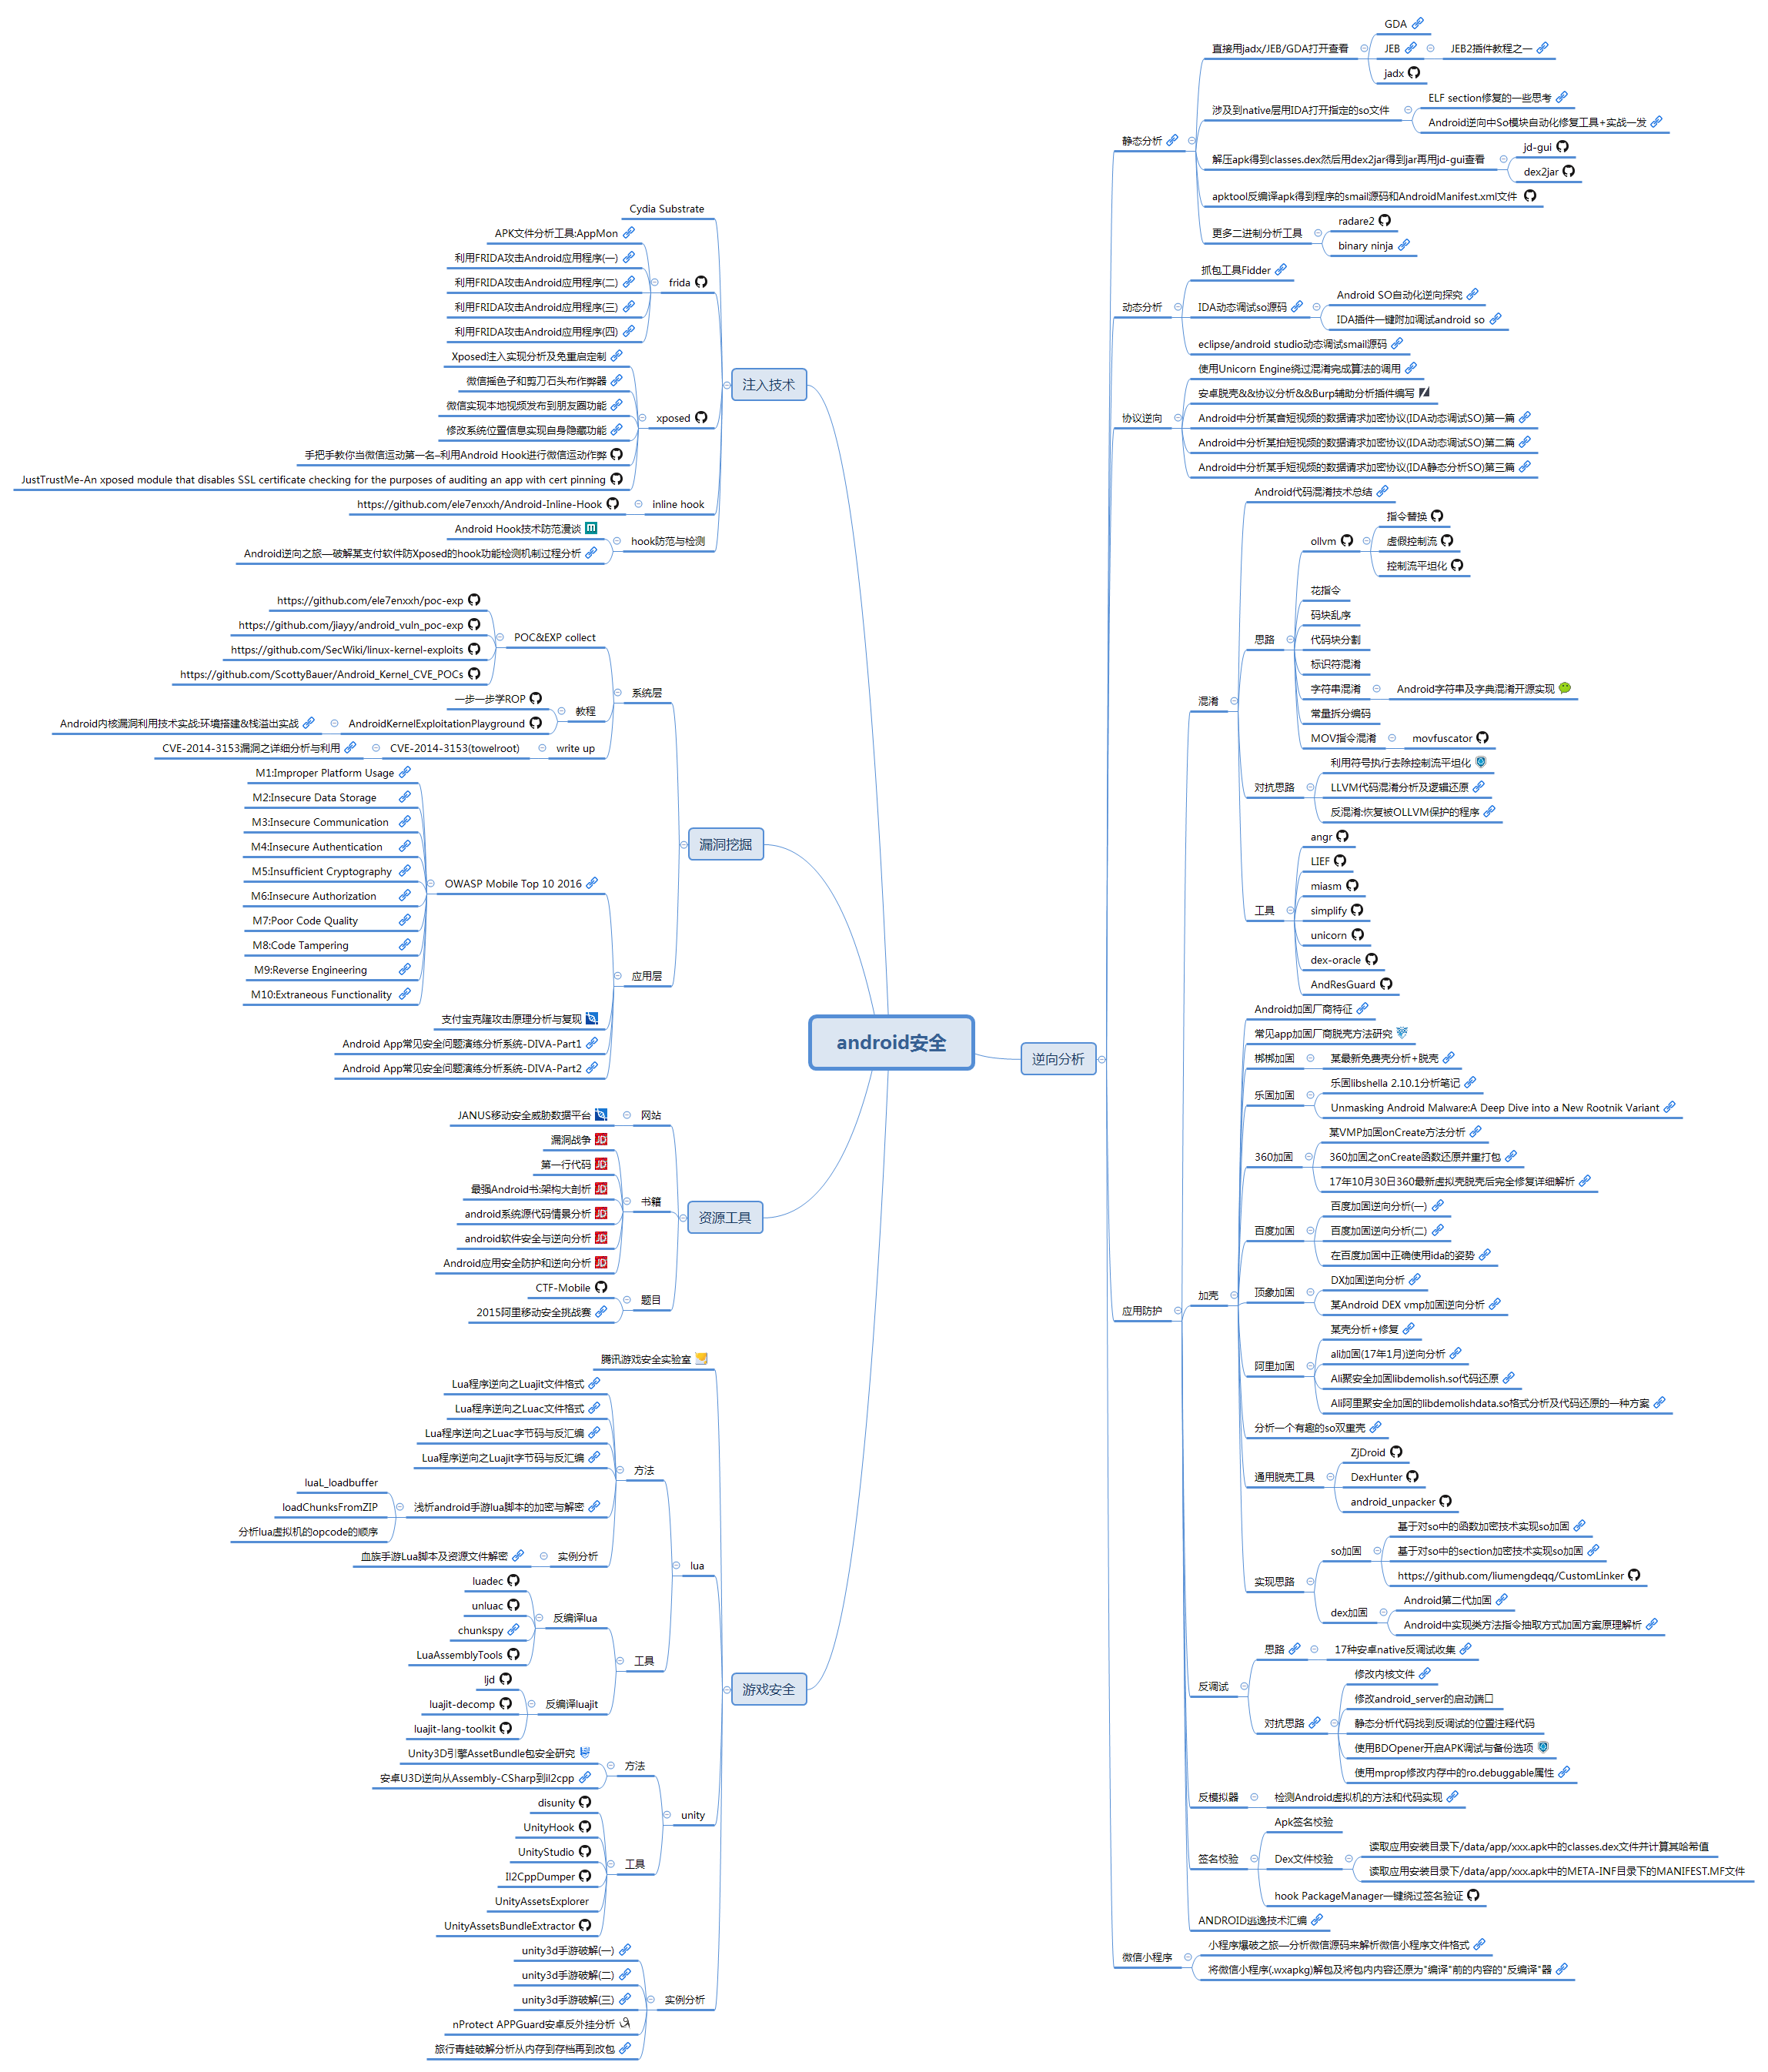 android安全
注入技术
Cydia Substrate
frida
APK文件分析工具:AppMon
利用FRIDA攻击Android应用程序(一)
利用FRIDA攻击Android应用程序(二)
利用FRIDA攻击Android应用程序(三)
利用FRIDA攻击Android应用程序(四)
xposed
Xposed注入实现分析及免重启定制
微信摇色子和剪刀石头布作弊器
微信实现本地视频发布到朋友圈功能
修改系统位置信息实现自身隐藏功能
手把手教你当微信运动第一名–利用Android Hook进行微信运动作弊
JustTrustMe-An xposed module that disables SSL certificate checking for the purposes of auditing an app with cert pinning
inline hook
https://github.com/ele7enxxh/Android-Inline-Hook
hook防范与检测
Android Hook技术防范漫谈
Android逆向之旅—破解某支付软件防Xposed的hook功能检测机制过程分析
漏洞挖掘
系统层
POC&EXP collect
https://github.com/ele7enxxh/poc-exp
https://github.com/jiayy/android_vuln_poc-exp
https://github.com/SecWiki/linux-kernel-exploits
https://github.com/ScottyBauer/Android_Kernel_CVE_POCs
教程
一步一步学ROP
AndroidKernelExploitationPlayground
Android内核漏洞利用技术实战:环境搭建&栈溢出实战
write up
CVE-2014-3153(towelroot)
CVE-2014-3153漏洞之详细分析与利用
应用层
OWASP Mobile Top 10 2016
M1:Improper Platform Usage
M2:Insecure Data Storage
M3:Insecure Communication
M4:Insecure Authentication
M5:Insufficient Cryptography
M6:Insecure Authorization
M7:Poor Code Quality
M8:Code Tampering
M9:Reverse Engineering
M10:Extraneous Functionality
支付宝克隆攻击原理分析与复现
Android App常见安全问题演练分析系统-DIVA-Part1
Android App常见安全问题演练分析系统-DIVA-Part2
资源工具
网站
JANUS移动安全威胁数据平台
书籍
漏洞战争
第一行代码
最强Android书:架构大剖析
android系统源代码情景分析
android软件安全与逆向分析
Android应用安全防护和逆向分析
题目
CTF-Mobile
2015阿里移动安全挑战赛
游戏安全
腾讯游戏安全实验室
lua
方法
Lua程序逆向之Luajit文件格式
Lua程序逆向之Luac文件格式
Lua程序逆向之Luac字节码与反汇编
Lua程序逆向之Luajit字节码与反汇编
浅析android手游lua脚本的加密与解密
luaL_loadbuffer
loadChunksFromZIP
分析lua虚拟机的opcode的顺序
实例分析
血族手游Lua脚本及资源文件解密
工具
反编译lua
luadec
unluac
chunkspy
LuaAssemblyTools
反编译luajit
ljd
luajit-decomp
luajit-lang-toolkit
unity
方法
Unity3D引擎AssetBundle包安全研究
安卓U3D逆向从Assembly-CSharp到il2cpp
工具
disunity
UnityHook
UnityStudio
Il2CppDumper
UnityAssetsExplorer
UnityAssetsBundleExtractor
实例分析
unity3d手游破解(一)
unity3d手游破解(二)
unity3d手游破解(三)
nProtect APPGuard安卓反外挂分析
旅行青蛙破解分析从内存到存档再到改包
逆向分析
静态分析
直接用jadx/JEB/GDA打开查看
GDA
JEB
JEB2插件教程之一
jadx
涉及到native层用IDA打开指定的so文件
ELF section修复的一些思考
Android逆向中So模块自动化修复工具+实战一发
解压apk得到classes.dex然后用dex2jar得到jar再用jd-gui查看
jd-gui
dex2jar
apktool反编译apk得到程序的smail源码和AndroidManifest.xml文件
更多二进制分析工具
radare2
binary ninja
动态分析
抓包工具Fidder
IDA动态调试so源码
Android SO自动化逆向探究
IDA插件一键附加调试android so
eclipse/android studio动态调试smail源码
协议逆向
使用Unicorn Engine绕过混淆完成算法的调用
安卓脱壳&&协议分析&&Burp辅助分析插件编写
Android中分析某音短视频的数据请求加密协议(IDA动态调试SO)第一篇
Android中分析某拍短视频的数据请求加密协议(IDA动态调试SO)第二篇
Android中分析某手短视频的数据请求加密协议(IDA静态分析SO)第三篇
应用防护
混淆
Android代码混淆技术总结
思路
ollvm
指令替换
虚假控制流
控制流平坦化
花指令
码块乱序
代码块分割
标识符混淆
字符串混淆
Android字符串及字典混淆开源实现
常量拆分编码
MOV指令混淆
movfuscator
对抗思路
利用符号执行去除控制流平坦化
LLVM代码混淆分析及逻辑还原
反混淆:恢复被OLLVM保护的程序
工具
angr
LIEF
miasm
simplify
unicorn
dex-oracle
AndResGuard
加壳
Android加固厂商特征
常见app加固厂商脱壳方法研究
梆梆加固
某最新免费壳分析+脱壳
乐固加固
乐固libshella 2.10.1分析笔记
Unmasking Android Malware:A Deep Dive into a New Rootnik Variant
360加固
某VMP加固onCreate方法分析
360加固之onCreate函数还原并重打包
17年10月30日360最新虚拟壳脱壳后完全修复详细解析
百度加固
百度加固逆向分析(一)
百度加固逆向分析(二)
在百度加固中正确使用ida的姿势
顶象加固
DX加固逆向分析
某Android DEX vmp加固逆向分析
阿里加固
某壳分析+修复
ali加固(17年1月)逆向分析
Ali聚安全加固libdemolish.so代码还原
Ali阿里聚安全加固的libdemolishdata.so格式分析及代码还原的一种方案
分析一个有趣的so双重壳
通用脱壳工具
ZjDroid
DexHunter
android_unpacker
实现思路
so加固
基于对so中的函数加密技术实现so加固
基于对so中的section加密技术实现so加固
https://github.com/liumengdeqq/CustomLinker
dex加固
Android第二代加固
Android中实现类方法指令抽取方式加固方案原理解析
反调试
思路
17种安卓native反调试收集
对抗思路
修改内核文件
修改android_server的启动端口
静态分析代码找到反调试的位置注释代码
使用BDOpener开启APK调试与备份选项
使用mprop修改内存中的ro.debuggable属性
反模拟器
检测Android虚拟机的方法和代码实现
签名校验
Apk签名校验
Dex文件校验
读取应用安装目录下/data/app/xxx.apk中的classes.dex文件并计算其哈希值
读取应用安装目录下/data/app/xxx.apk中的META-INF目录下的MANIFEST.MF文件
hook PackageManager一键绕过签名验证
ANDROID逃逸技术汇编
微信小程序
小程序爆破之旅—分析微信源码来解析微信小程序文件格式
将微信小程序(.wxapkg)解包及将包内内容还原为"编译"前的内容的"反编译"器